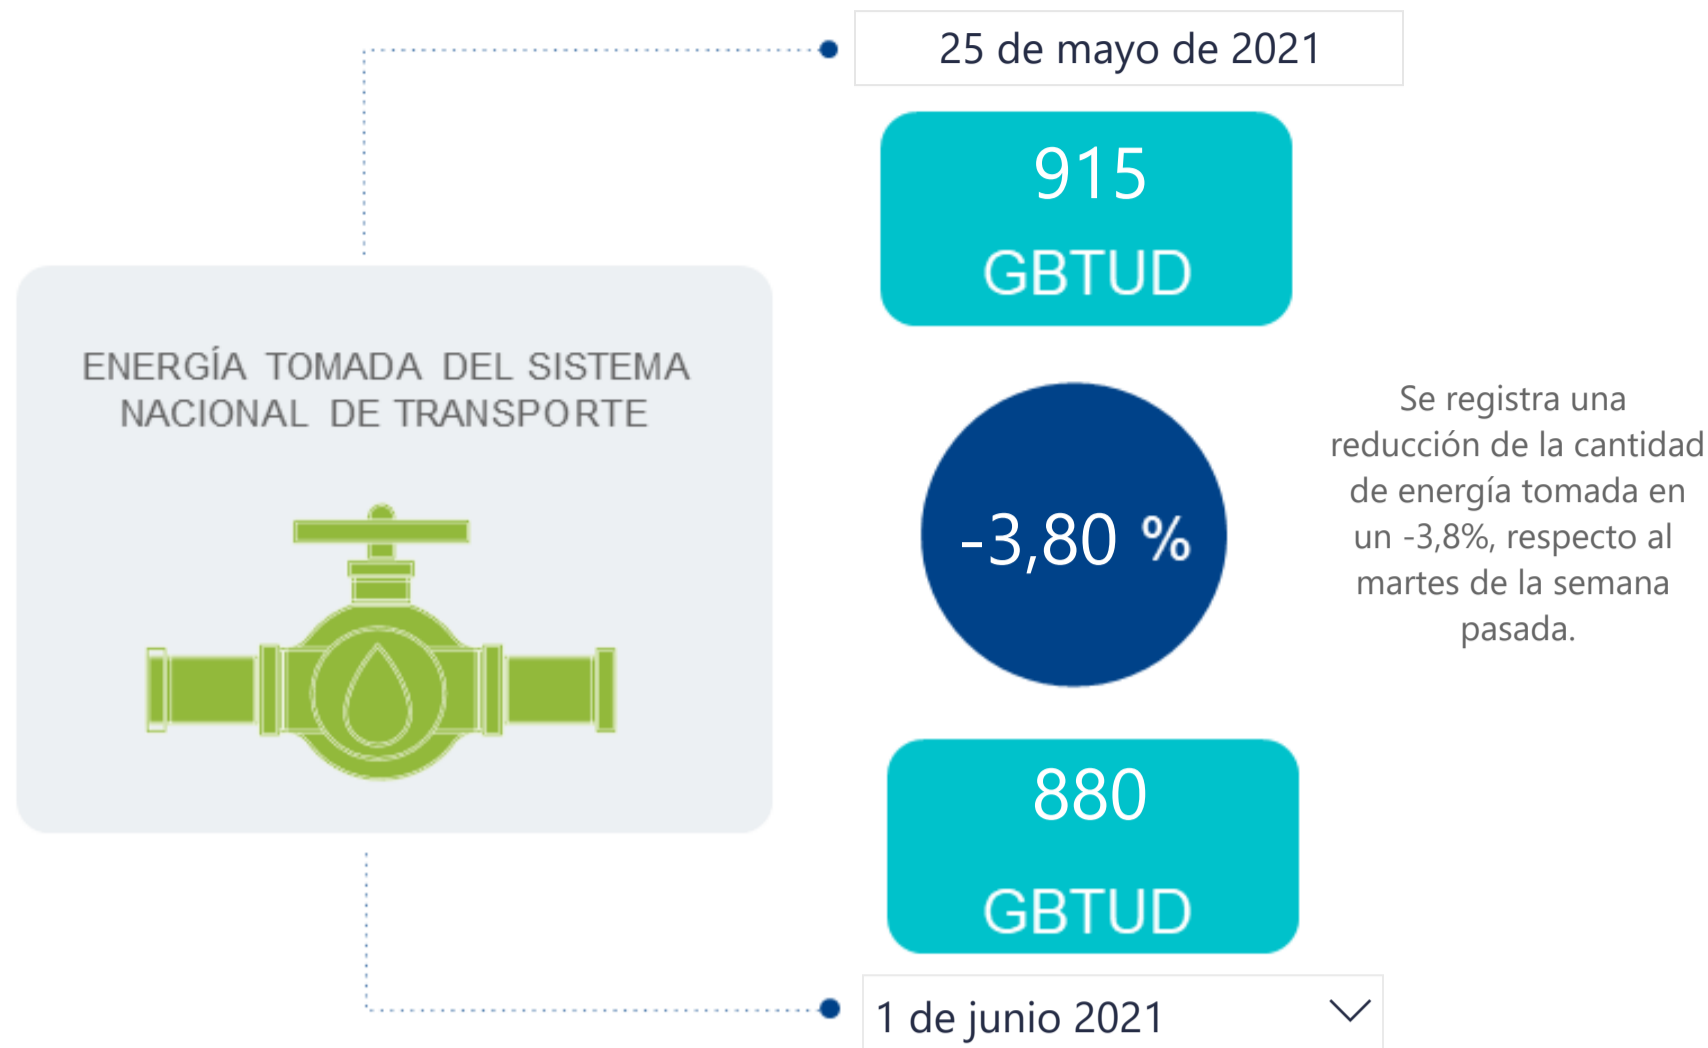 25 de mayo de 2021
915
GBTUD
ENERGÍA TOMADA DEL SISTEMA
NACIONAL DE TRANSPORTE
-3,80 %
Se registra una
reducción de la cantidad
de energía tomada en
un -3,8%, respecto al
martes de la semana
pasada.
880
GBTUD
1 de junio 2021